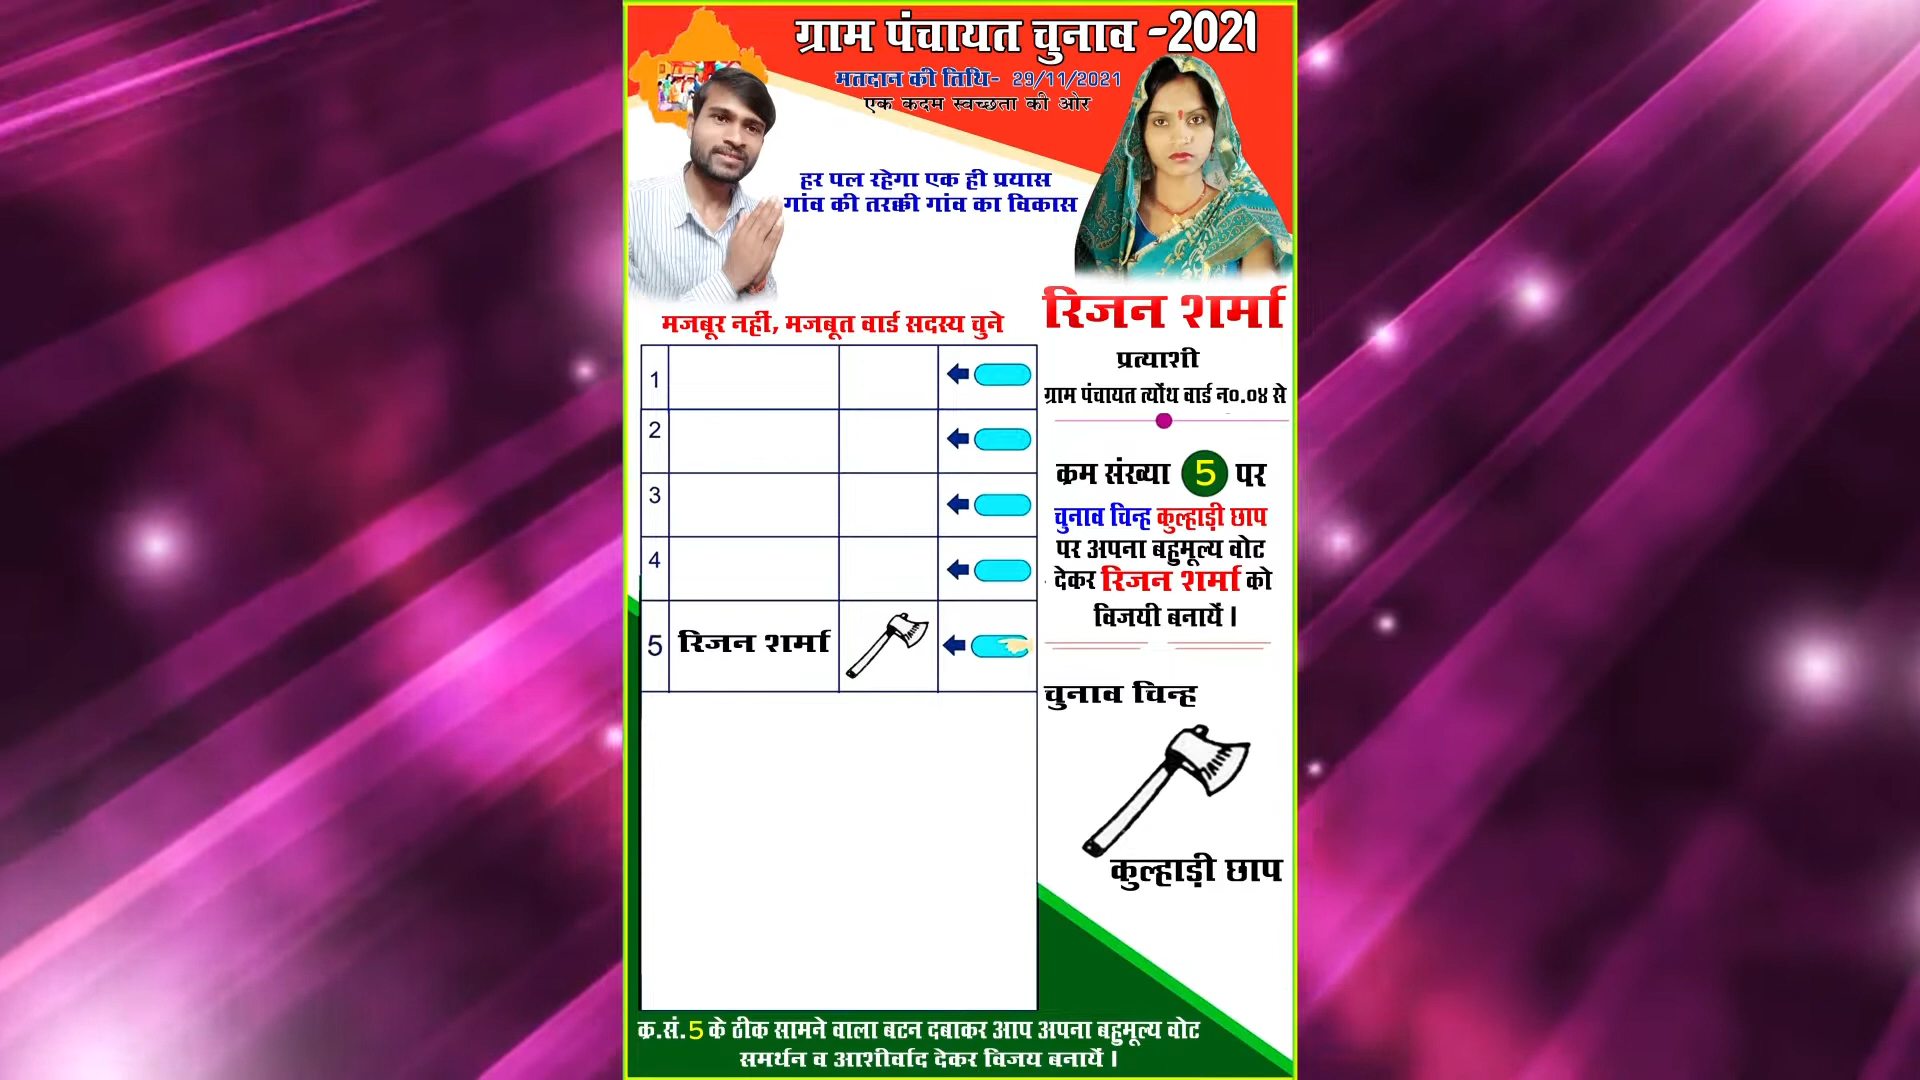 ग्राम पंचायत चुनाव -2021
मतदान की तिथि- 29/11/2021
एक कदम स्वच्छता की ओर
हर पल रहेगा एक ही प्रयास
गांव की तरक्की गांव का विकास
मजबूर नहीं, मजबूत वार्ड सदस्य चुने
1
2
3
4
5 रिजन शर्मा
रिजन शर्मा
प्रत्याशी
ग्राम पंचायत त्योंथ वार्ड न०.०४ से
क्रम संख्या 5 पर
चुनाव चिन्ह कुल्हाड़ी छाप
पर अपना बहुमूल्य वोट
देकर रिजन शर्मा को
विजयी बनायें।
चुनाव चिन्ह
कुल्हाड़ी छाप
क्र.सं.5 के ठीक सामने वाला बटन दबाकर आप अपना बहुमूल्य वोट
समर्थन व आशीर्वाद देकर विजय बनायें।